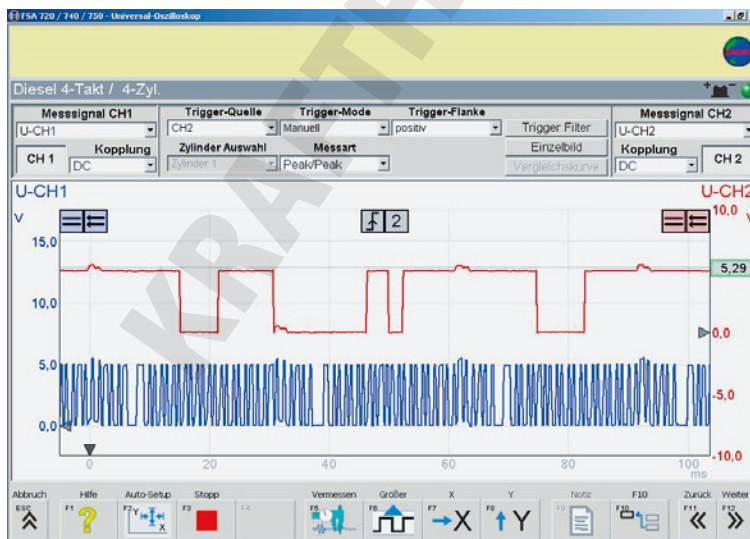 FSA 720 / 740 / 750 - Universal-Oszilloskop
Diesel 4-Takt / 4-Zyl.
Messsignal CH1
U-CH1
Kopplung
CH 1
DC
Trigger-Quelle
CH2
Trigger-Mode
Manuell
Trigger-Flanke
positiv
Zylinder Auswahl
Zylinder 1
Messart
Peak/Peak
Trigger Filter
Einzelbild
Vergleichskurve
Messsignal CH2
U-CH2
Kopplung
DC
CH 2
U-CH1
U-CH2
V
2
10,0
V
15,0
5,29
10,0
0,0
5,0
-5,0
0,0
-10,0
0
20
40
60
80
100
ms
Abbruch
Hilfe
Auto-Setup
Stopp
Vermessen
Größer
X
Y
Notiz
F10
Zurück
Weiter
ESC
F1
F2
Y
X
F3
F4
F5
F6
F7
X
F8
Y
F9
F10
F11
F12
KRAFTH